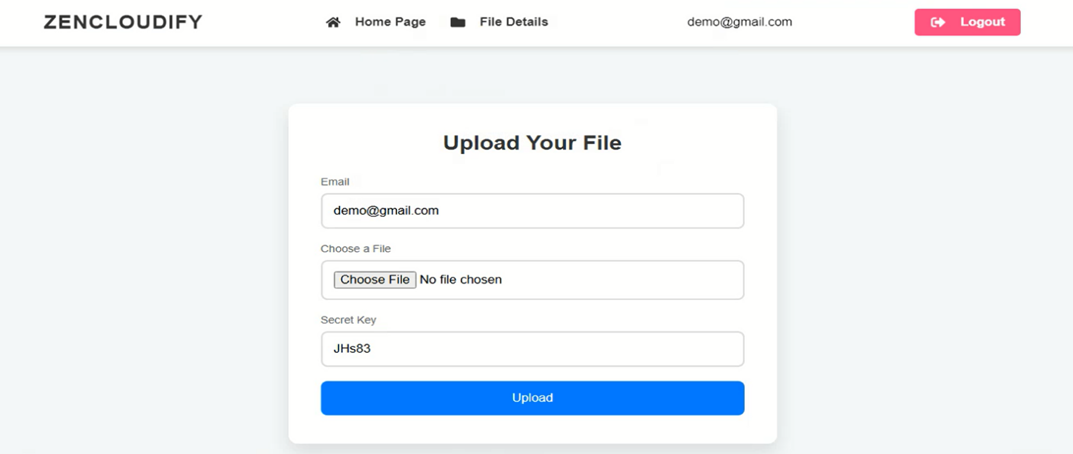 ZENCLOUDIFY Home Page File Details demo@gmail.com Logout
Upload Your File
Email
demo@gmail.com
Choose a File
Choose File No file chosen
Secret Key
JHs83
Upload